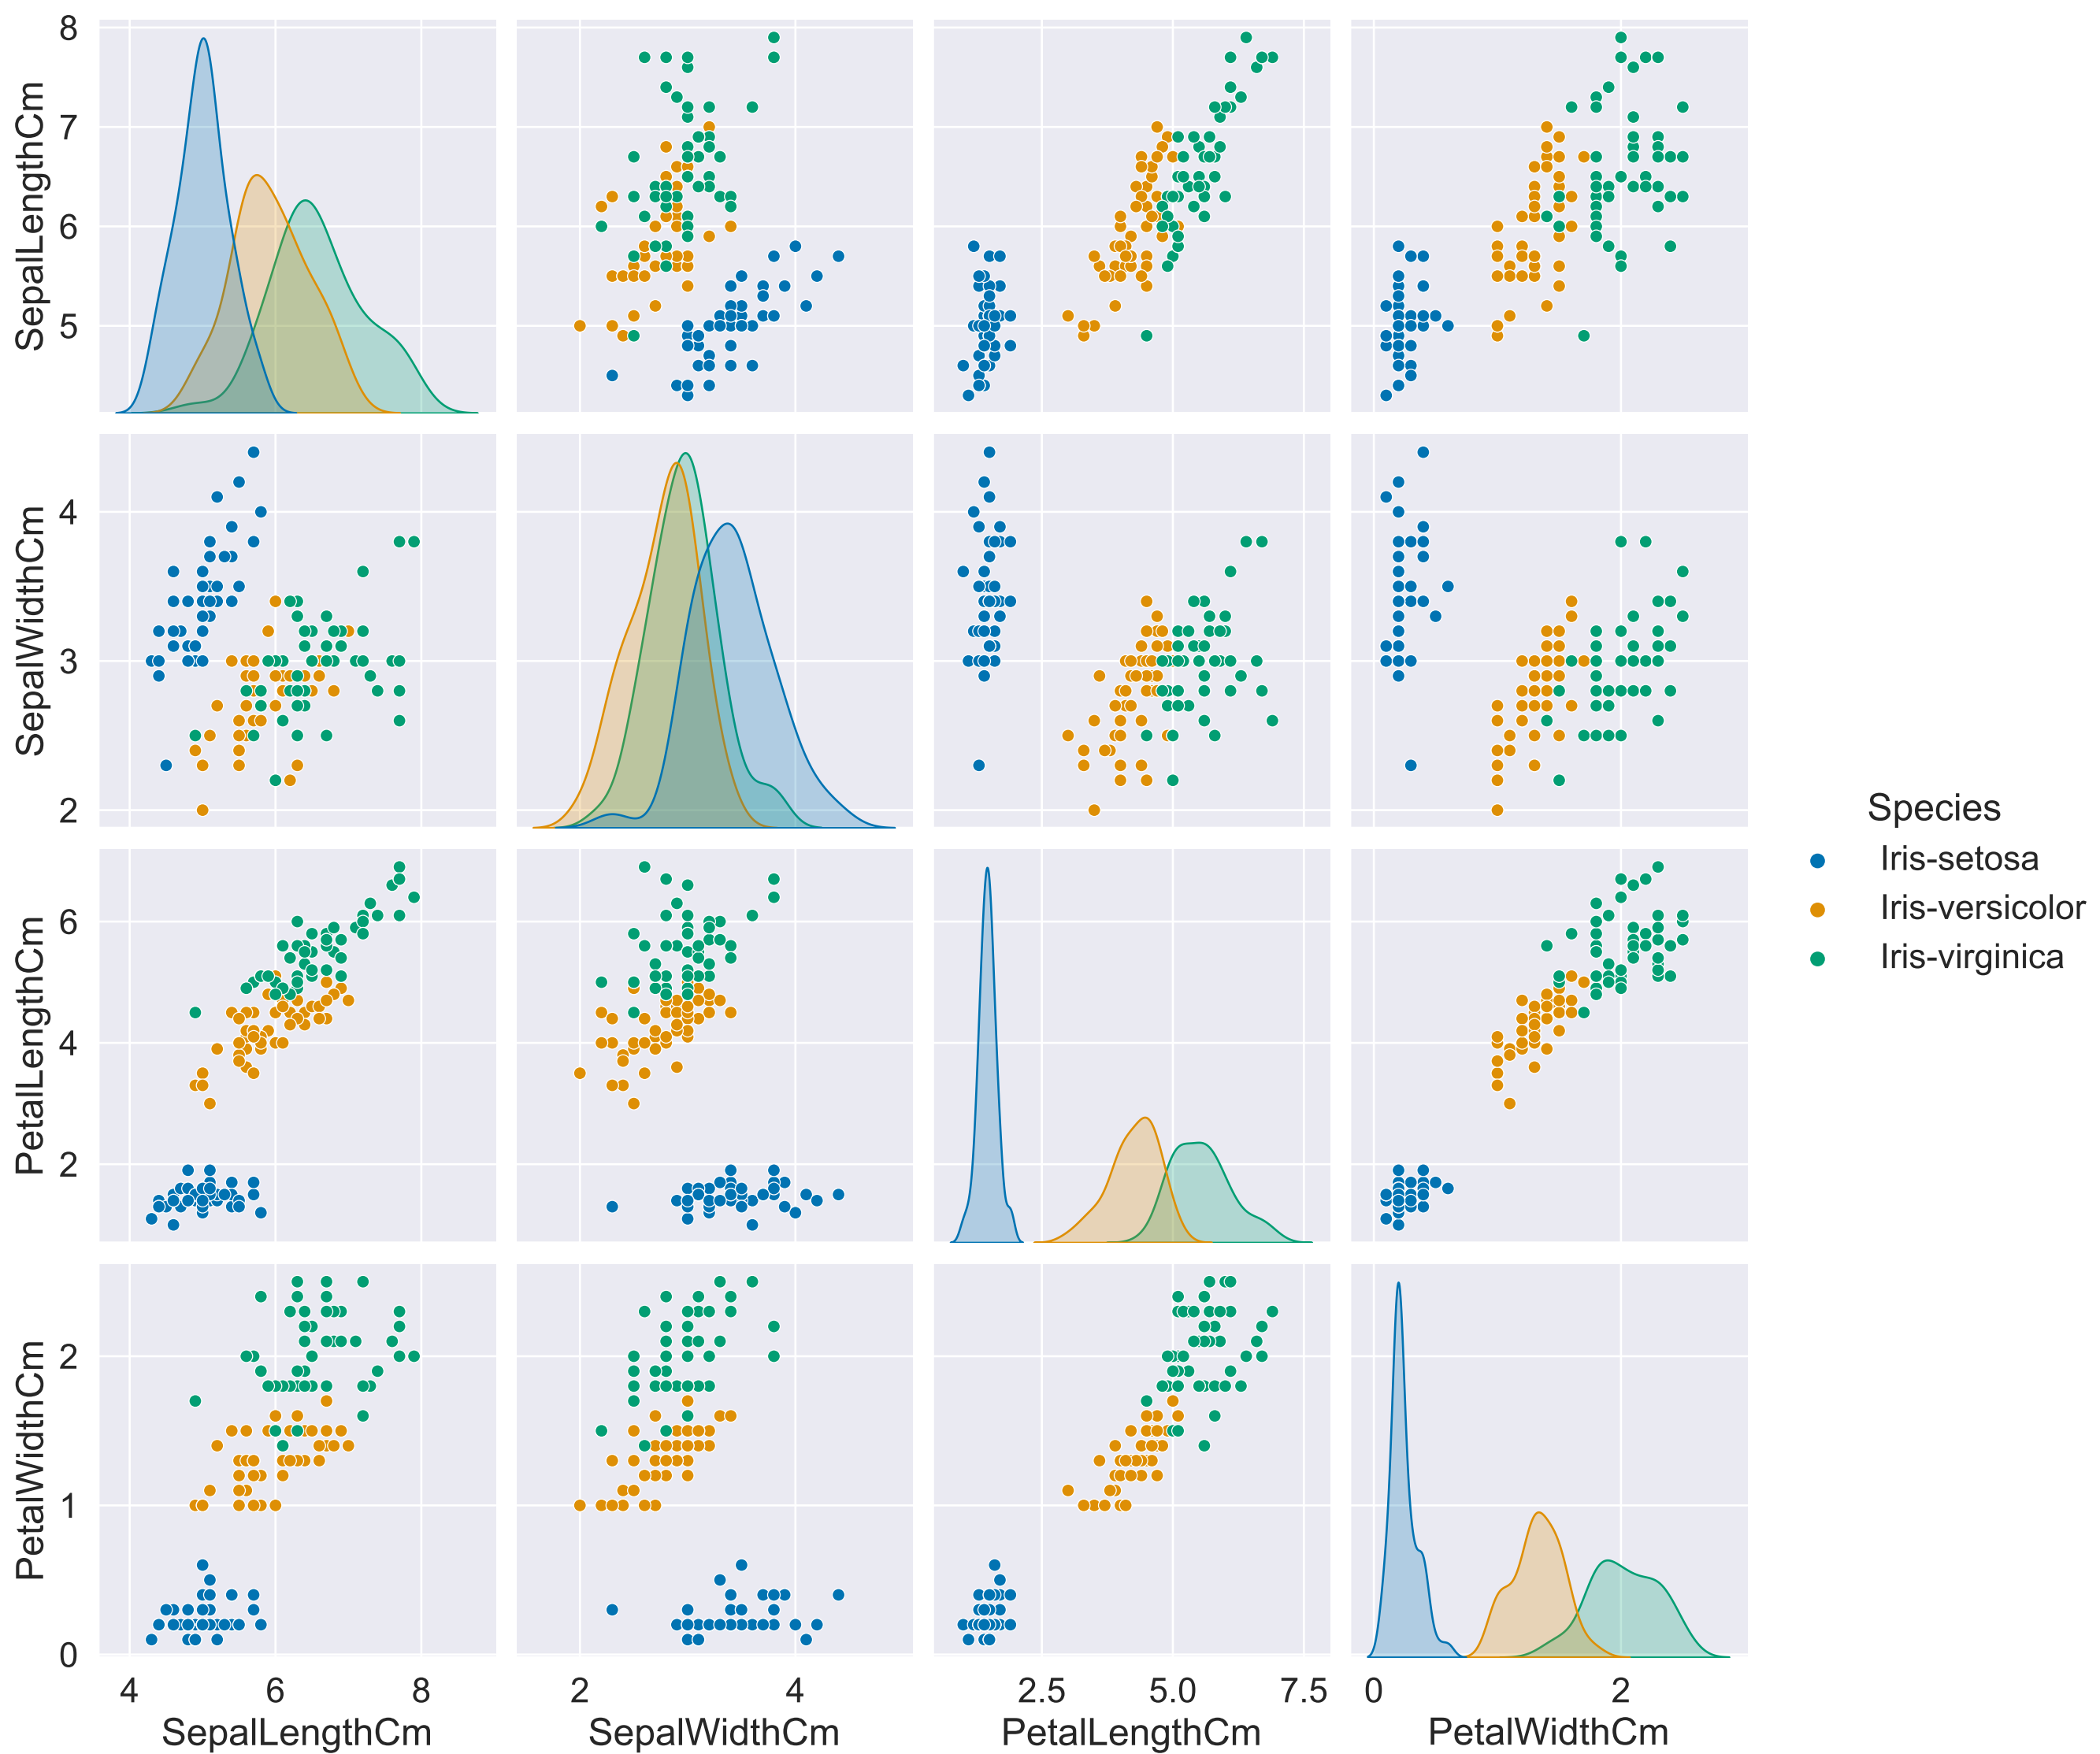 SepalLengthCm
8
7
6
5
SepalWidthCm
4
3
2
PetalLengthCm
6
4
2
PetalWidthCm
2
1
0
4 6 8
2 4
2.5 5.0 7.5
0 2
SepalLengthCm
SepalWidthCm
PetalLengthCm
PetalWidthCm
Species
Iris-setosa
Iris-versicolor
Iris-virginica